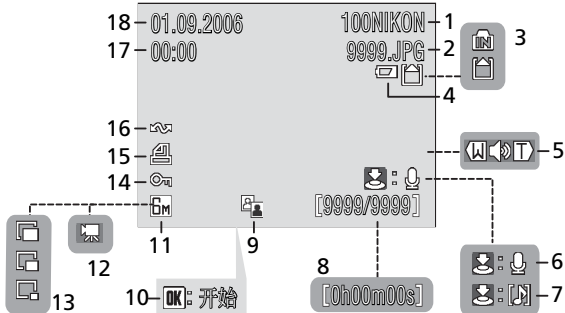 18 01.09.2006 100NIKON 1
17 00:00 9999.JPG 2
IN 3
4
16
15 W T 5
14 :
6M [9999/9999]
11 9
12 8 : 6
13 10 OK: 开始 [0h00m00s] : 7